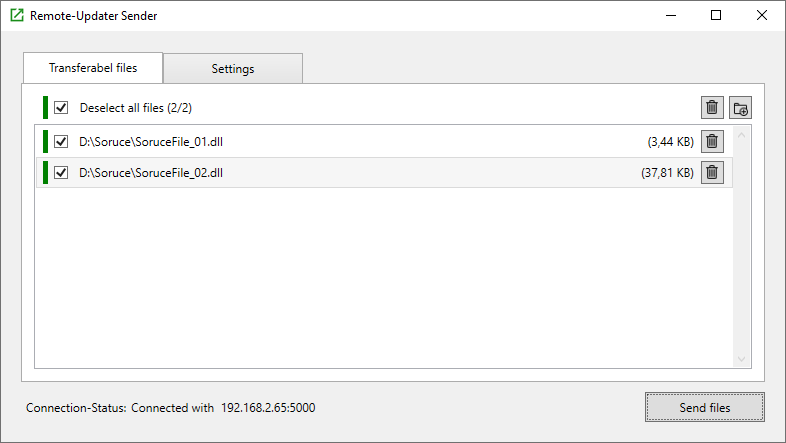 Remote-Updater Sender
Transferabel files
Settings
Deselect all files (2/2)
D:\Soruce\SoruceFile_01.dll (3,44 KB)
D:\Soruce\SoruceFile_02.dll (37,81 KB)
Connection-Status: Connected with 192.168.2.65:5000
Send files